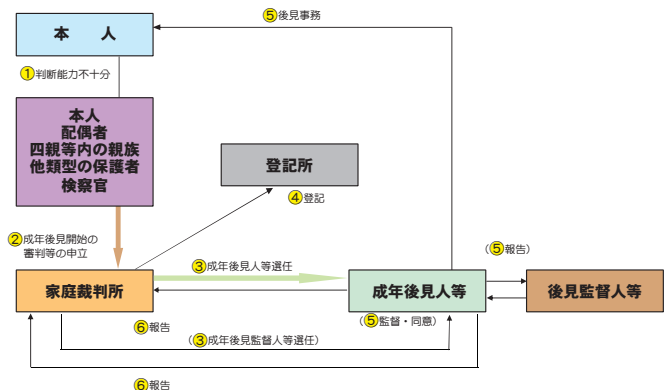 ⑤後見事務
本　人
①判断能力不十分
本人
配偶者
四親等内の親族
他類型の保護者
検察官
登記所
④登記
②成年後見開始の
審判等の申立
③成年後見人等選任
（⑤報告）
家庭裁判所
成年後見人等
後見監督人等
（⑤監督・同意）
⑥報告
（③成年後見監督人等選任）
⑥報告